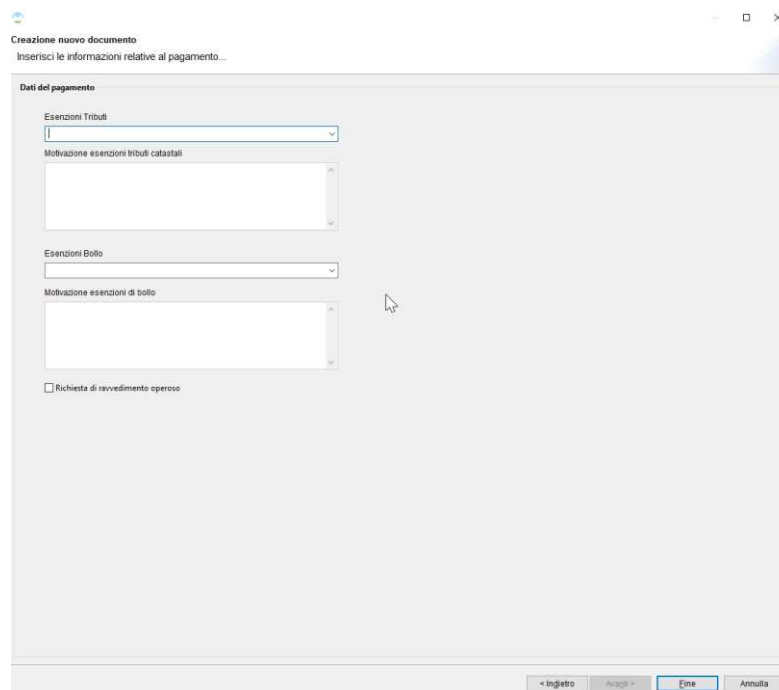 Creazione nuovo documento
Inserisci le informazioni relative al pagamento...
Dati del pagamento
Esenzioni Tributi
Motivazione esenzioni tributi catastali
Esenzioni Bollo
Motivazione esenzioni di bollo
Richiesta di ravvedimento operoso
< Indietro Avanti > Fine Annulla